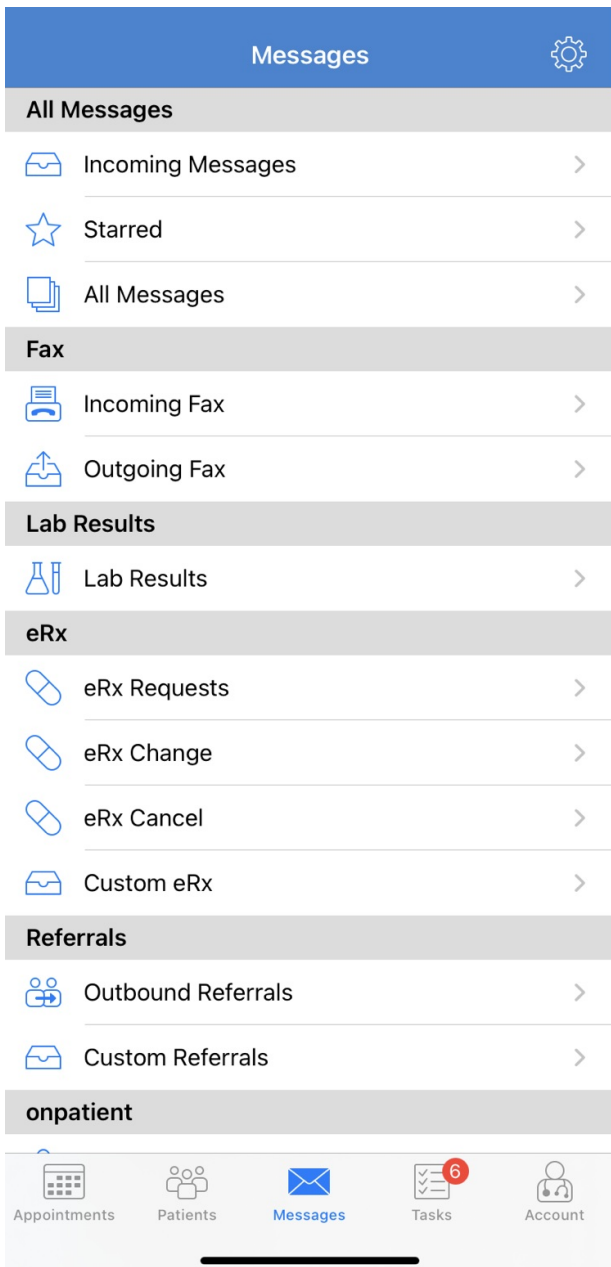 Messages
All Messages
Incoming Messages
Starred
All Messages
Fax
Incoming Fax
Outgoing Fax
Lab Results
Lab Results
eRx
eRx Requests
eRx Change
eRx Cancel
Custom eRx
Referrals
Outbound Referrals
Custom Referrals
onpatient
6
Appointments Patients Messages Tasks Account